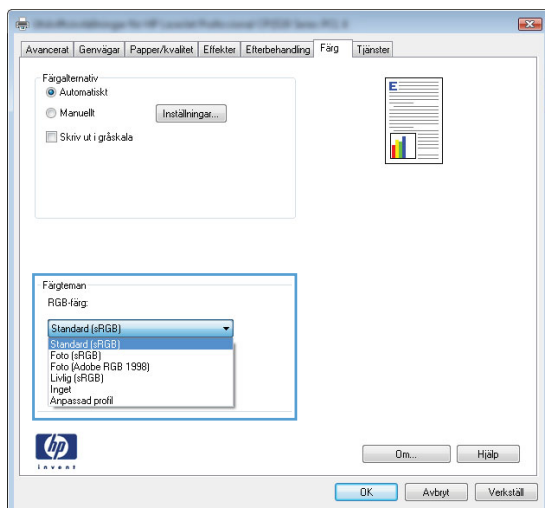 Avancerat Genvägar Papper/kvalitet Effekter Efterbehandling Färg Tjänster
Färgalternativ
Automatiskt
Manuellt Inställningar...
Skriv ut i gråskala
E
Färgteman
RGB-färg:
Standard (sRGB)
Standard (sRGB)
Foto (sRGB)
Foto (Adobe RGB 1998)
Livlig (sRGB)
Inget
Anpassad profil
hp
invent
Om... Hjälp
OK Avbryt Verkställ